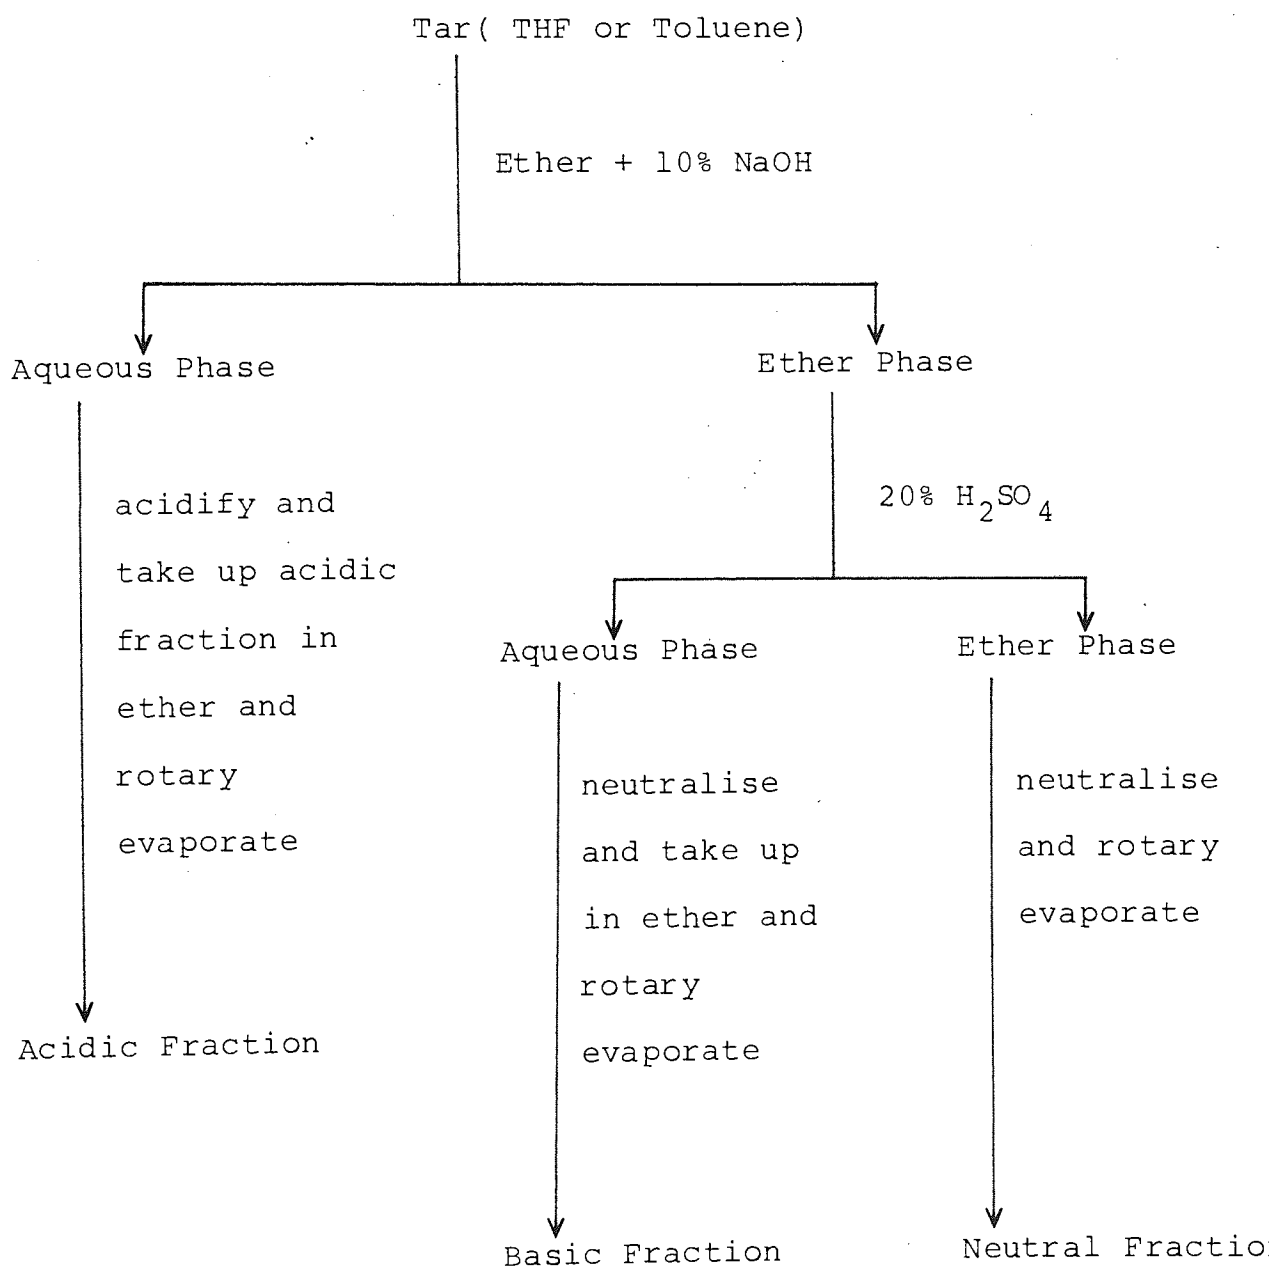 Tar( THF or Toluene)
Ether + 10% NaOH
Aqueous Phase
Ether Phase
acidify and
take up acidic
fraction in
ether and
rotary
evaporate
20% H₂SO₄
Aqueous Phase
Ether Phase
neutralise
and take up
in ether and
rotary
evaporate
neutralise
and rotary
evaporate
Acidic Fraction
Basic Fraction
Neutral Fractio